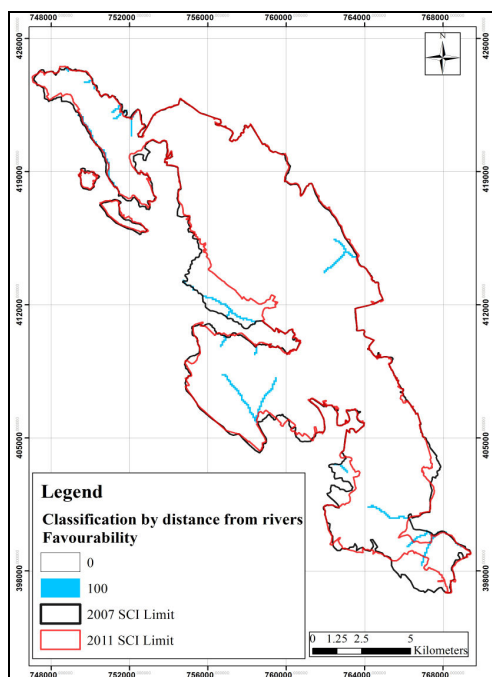 748000 752000 756000 760000 764000 768000
N
426000 426000
419000 419000
412000 412000
405000 405000
398000 398000
Legend
Classification by distance from rivers
Favourability
0
100
2007 SCI Limit
2011 SCI Limit
0 1.25 2.5 5
Kilometers
748000 752000 756000 760000 764000 768000